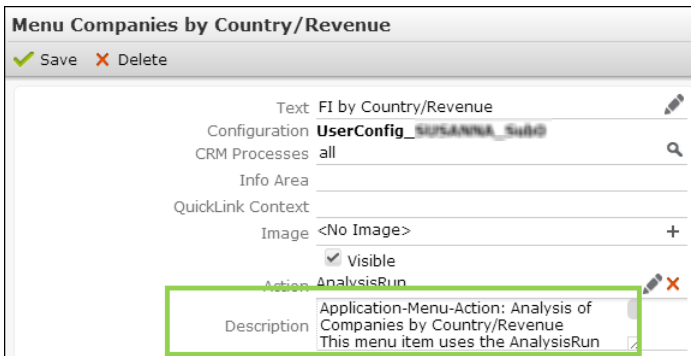 Menu Companies by Country/Revenue
Save Delete
Text FI by Country/Revenue
Configuration UserConfig_
CRM Processes all
Info Area
QuickLink Context
Image <No Image>
Visible
Action AnalysisRun
Description Application-Menu-Action: Analysis of
Companies by Country/Revenue
This menu item uses the AnalysisRun